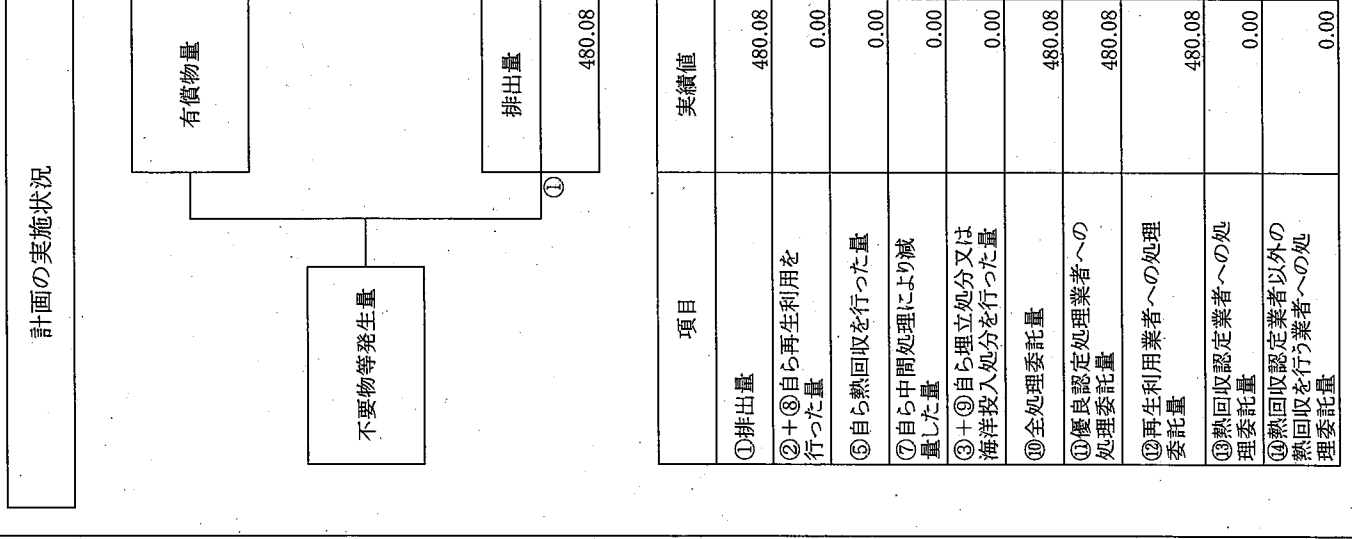 計画の実施状況
有償物量
不要物等発生量
排出量
①
480.08
項目
実績値
①排出量
480.08
②+⑧自ら再生利用を
行った量
0.00
⑤自ら熱回収を行った量
0.00
⑦自ら中間処理により減
量した量
0.00
③+⑨自ら埋立処分又は
海洋投入処分を行った量
0.00
⑩全処理委託量
480.08
⑪優良認定処理業者への
処理委託量
480.08
⑫再生利用業者への処理
委託量
480.08
⑬熱回収認定業者への処
理委託量
0.00
⑭熱回収認定業者以外の
熱回収を行う業者への処
理委託量
0.00